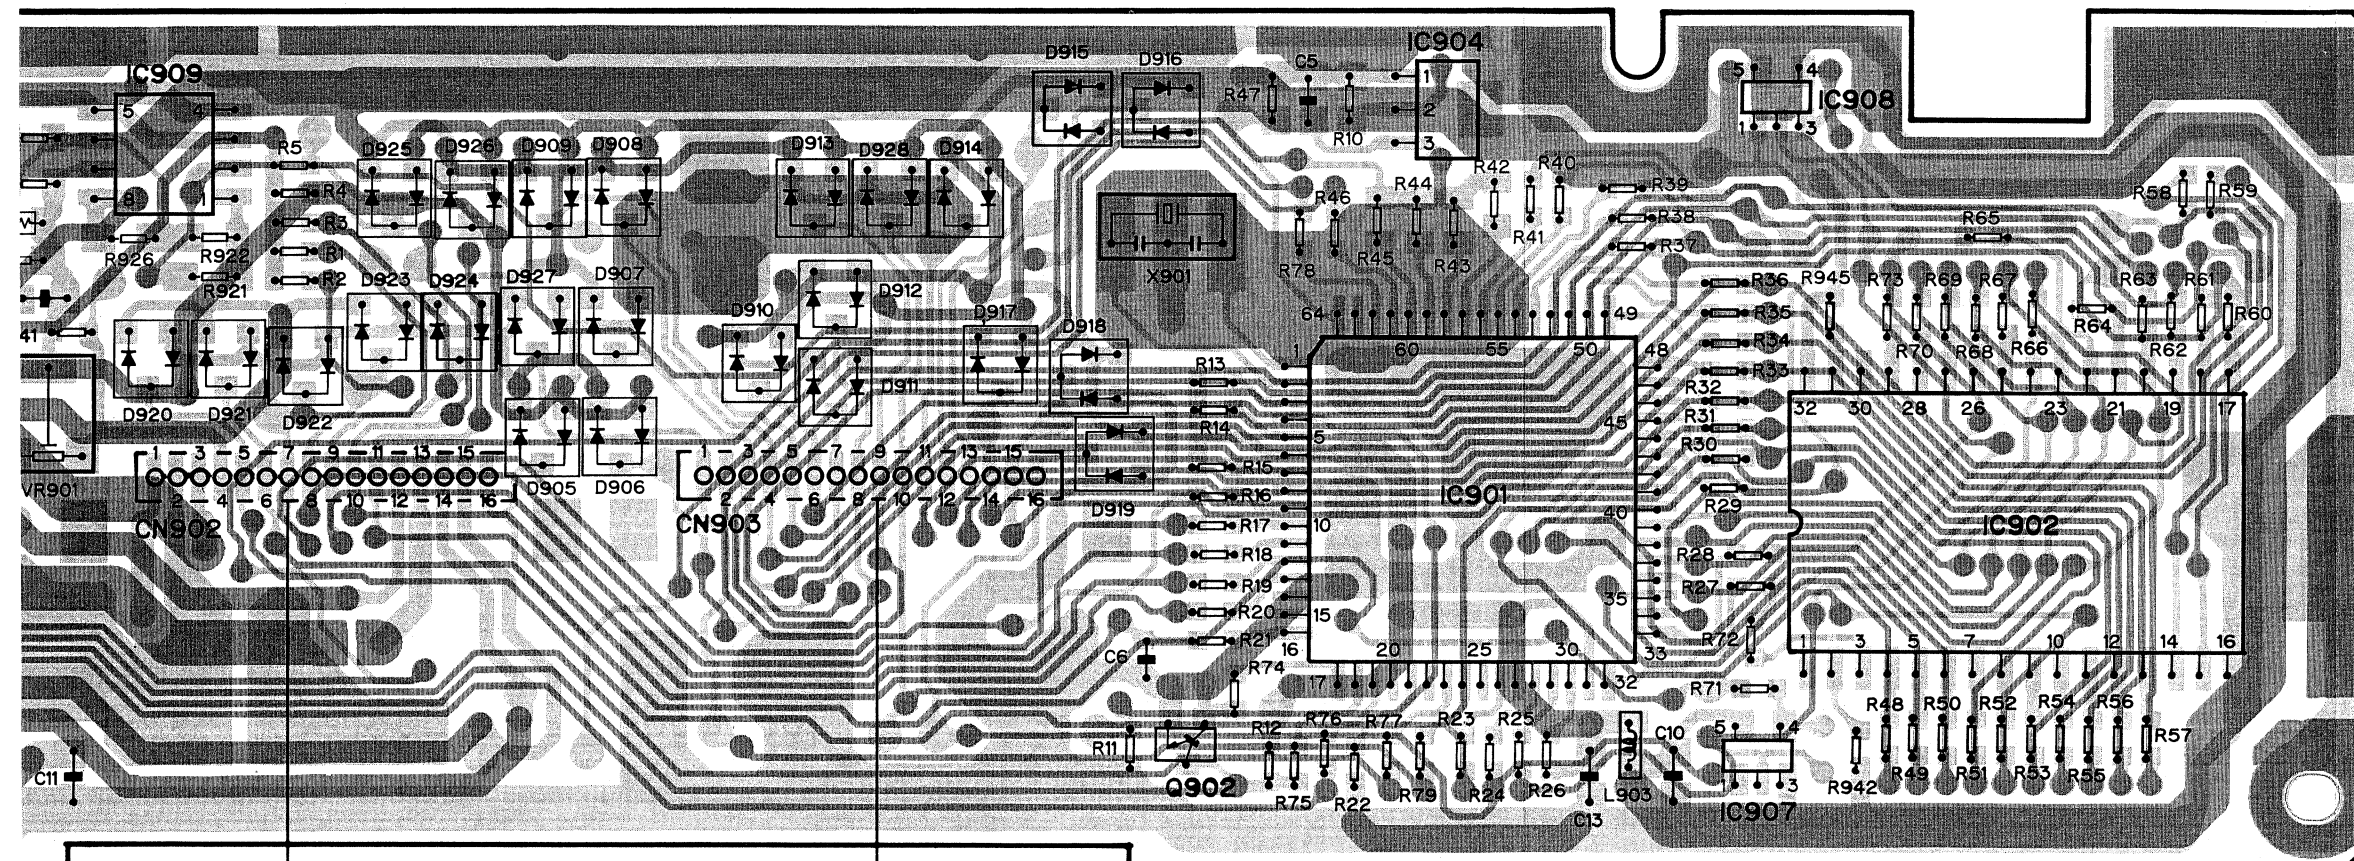 D915 D916 IC904
IC909 R47 C5 1 5 4 IC908
5 4 2 1 3
R10 3
R5 D925 D926 D909 D908 D913 D928 D914
R42 R40
8 1 R4 R46 R44 R39 R58 R59
R3 R38 R65
R926 R922 R1 R78 R45 R43 R41 R37
R921 R2 D923 D924 D927 D907 D912 X901 R36 R945 R73 R69 R67 R63 R61
D910 D917 D918 64 49 R35 R64 R60
41 1 60 55 50 48 R34 R70 R68 R66 R62
R13 R33
D911 R32
D920 D921 D922 R14 45 R31 32 30 28 26 23 21 19 17
1 3 5 7 9 11 13 15 1 3 5 7 9 11 13 15 5 R30
R15
VR901 2 4 6 8 10 12 14 16 D905 D906 2 4 6 8 10 12 14 16 R16 IC901
CN902 CN903 D919 R17 10 40 R29 IC902
R18 R28
R19 R27
R20 15 35
R21 16 20 25 30 33 R72 1 3 5 7 10 12 14 16
C6 R74 17 32 R71
R11 R12 R76 R77 R23 R25 C10 5 4 R48 R50 R52 R54 R56 R57
C11 Q902 R75 R22 R79 R24 R26 L903 1 3 R942 R49 R51 R53 R55
C13 IC907